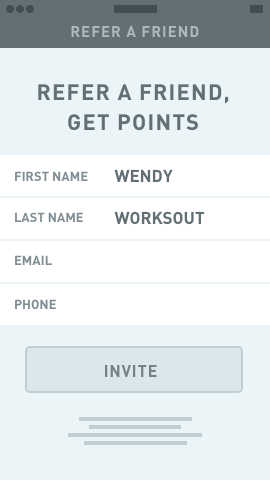 REFER A FRIEND
REFER A FRIEND,
GET POINTS
FIRST NAME WENDY
LAST NAME WORKSOUT
EMAIL
PHONE
INVITE